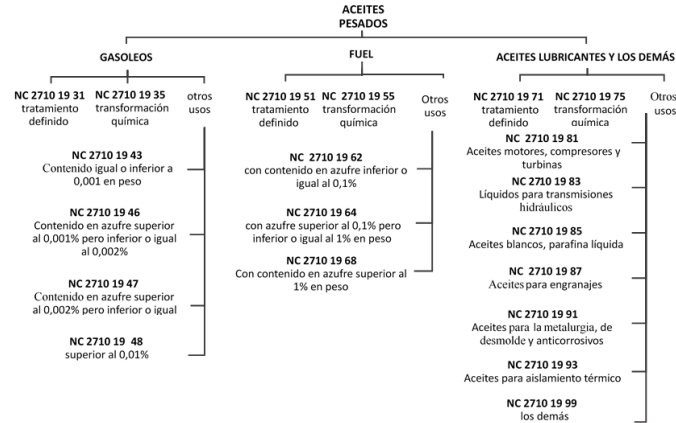 ACEITES
PESADOS
GASOLEOS
NC 2710 19 31
tratamiento
definido
NC 2710 19 35
transformación
química
otros
usos
NC 2710 19 43
Contenido igual o inferior a
0,001 en peso
NC 2710 19 46
Contenido en azufre superior
al 0,001% pero inferior o igual
al 0,002%
NC 2710 19 47
Contenido en azufre superior
al 0,002% pero inferior o igual
NC 2710 19 48
superior al 0,01%
FUEL
NC 2710 19 51
tratamiento
definido
NC 2710 19 55
transformación
química
Otros
usos
NC 2710 19 62
con contenido en azufre inferior o
igual al 0,1%
NC 2710 19 64
con azufre superior al 0,1% pero
inferior o igual al 1% en peso
NC 2710 19 68
Con contenido en azufre superior al
1% en peso
ACEITES LUBRICANTES Y LOS DEMÁS
NC 2710 19 71
tratamiento
definido
NC 2710 19 75
transformación
química
Otros
usos
NC 2710 19 81
Aceites motores, compresores y
turbinas
NC 2710 19 83
Líquidos para transmisiones
hidráulicos
NC 2710 19 85
Aceites blancos, parafina líquida
NC 2710 19 87
Aceites para engranajes
NC 2710 19 91
Aceites para la metalurgia, de
desmolde y anticorrosivos
NC 2710 19 93
Aceites para aislamiento térmico
NC 2710 19 99
los demás